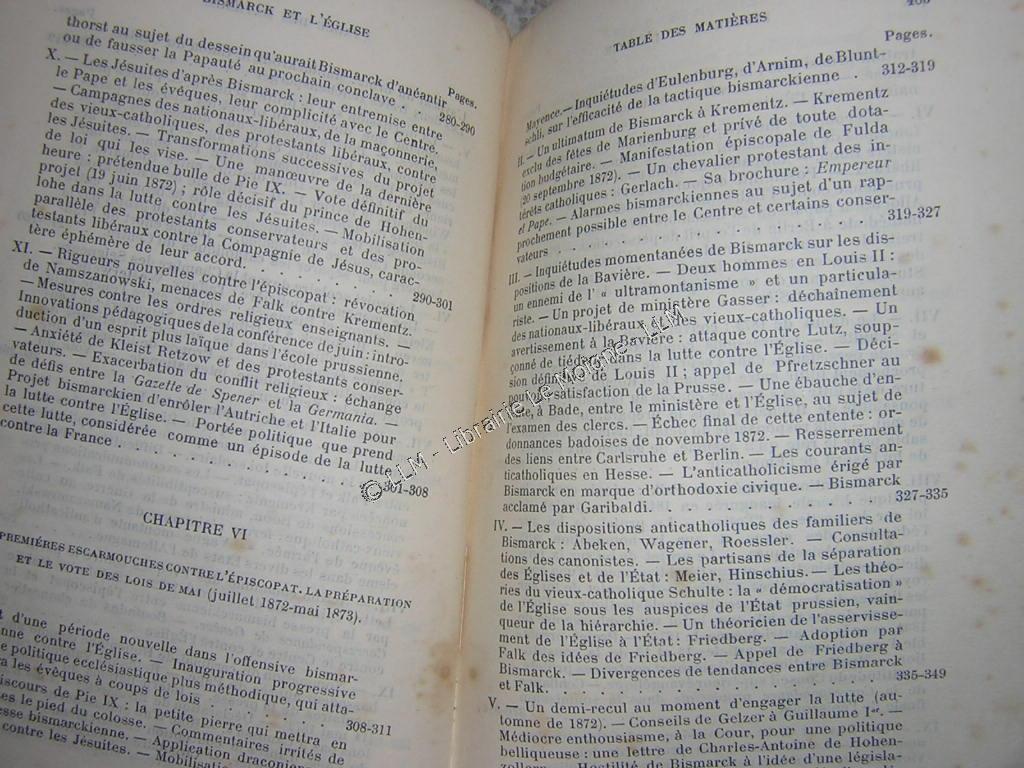 BISMARCK ET L'ÉGLISE
thorst au sujet du dessein qu'aurait Bismarck d'anéantir
ou de fausser la Papauté au prochain conclave . 280-290
Pages.
X. — Les Jésuites d'après Bismarck : leur entremise entre
le Pape et les évêques, leur complicité avec le Centre.
— Campagnes des nationaux-libéraux, de la maçonnerie,
des vieux-catholiques, des protestants libéraux, contre
les Jésuites. — Transformations successives du projet
de loi qui les vise. — Une manœuvre de la dernière
heure : prétendue bulle de Pie IX. — Vote définitif du
projet (19 juin 1872) ; rôle décisif du prince de Hohen-
lohe dans la lutte contre les Jésuites. — Mobilisation
parallèle des protestants conservateurs et des pro-
testants libéraux contre la Compagnie de Jésus, carac-
tère éphémère de leur accord. . . . . . . . . 290-301
XI. — Rigueurs nouvelles contre l'épiscopat : révocation
de Namszanowski, menaces de Falk contre Krementz.
— Mesures contre les ordres religieux enseignants. —
Innovations pédagogiques de la conférence de juin : intro-
duction d'un esprit plus laïque dans l'école prussienne.
— Anxiété de Kleist Retzow et des protestants conser-
vateurs. — Exacerbation du conflit religieux : échange
de défis entre la Gazette de Spener et la Germania. —
Projet bismarckien d'enrôler l'Autriche et l'Italie pour
la lutte contre l'Église. — Portée politique que prend
cette lutte, considérée comme un épisode de la lutte
contre la France . . . . . . . . . . . 301-308
CHAPITRE VI
PREMIÈRES ESCARMOUCHES CONTRE L'ÉPISCOPAT. LA PRÉPARATION
ET LE VOTE DES LOIS DE MAI (juillet 1872-mai 1873).
d'une période nouvelle dans l'offensive bismar-
contre l'Église. — Inauguration progressive
politique ecclésiastique plus méthodique, qui atta-
les évêques à coups de lois . . . . . . . 308-311
de Pie IX : la petite pierre qui mettra en
le pied du colosse. — Commentaires irrités de
bismarckienne. — Application
contre les Jésuites. —
TABLE DES MATIÈRES
Pages.
Mayence. — Inquiétudes d'Eulenburg, d'Arnim, de Blunt-
schli, sur l'efficacité de la tactique bismarckienne . 312-319
II. — Un ultimatum de Bismarck à Krementz. — Krementz
exclu des fêtes de Marienburg et privé de toute dota-
tion budgétaire. — Manifestation épiscopale de Fulda
(20 septembre 1872). — Un chevalier protestant des in-
térêts catholiques : Gerlach. — Sa brochure : Empereur
et Pape. — Alarmes bismarckiennes au sujet d'un rap-
prochement possible entre le Centre et certains conser-
vateurs . . . . . . . . . . . . 319-327
III. — Inquiétudes momentanées de Bismarck sur les dis-
positions de la Bavière. — Deux hommes en Louis II :
un ennemi de l' « ultramontanisme » et un particula-
riste. — Un projet de ministère Gasser : déchaînement
des nationaux-libéraux et des vieux-catholiques. — Un
avertissement à la Bavière : attaque contre Lutz, soup-
çonné de tiédeur dans la lutte contre l'Église. — Déci-
sion définitive de Louis II ; appel de Pfretzschner au
pouvoir, satisfaction de la Prusse. — Une ébauche d'en-
tente, à Bade, entre le ministère et l'Église, au sujet de
l'examen des clercs. — Échec final de cette entente : or-
donnances badoises de novembre 1872. — Resserrement
des liens entre Carlsruhe et Berlin. — Les courants an-
ticatholiques en Hesse. — L'anticatholicisme érigé par
Bismarck en marque d'orthodoxie civique. — Bismarck
acclamé par Garibaldi. . . . . . . . . . 327-335
IV. — Les dispositions anticatholiques des familiers de
Bismarck : Abeken, Wagener, Roessler. — Consulta-
tions des canonistes. — Les partisans de la séparation
des Églises et de l'État : Meier, Hinschius. — Les théo-
ries du vieux-catholique Schulte : la « démocratisation »
de l'Église sous les auspices de l'État prussien, vain-
queur de la hiérarchie. — Un théoricien de l'asservisse-
ment de l'Église à l'État : Friedberg. — Adoption par
Falk des idées de Friedberg. — Appel de Friedberg à
Bismarck. — Divergences de tendances entre Bismarck
et Falk. . . . . . . . . . . . . 335-349
V. — Un demi-recul au moment d'engager la lutte (au-
tomne de 1872). — Conseils de Gelzer à Guillaume Ier. —
Médiocre enthousiasme, à la Cour, pour une politique
belliqueuse : une lettre de Charles-Antoine de Hohen-
zollern. — Hostilité de Bismarck à l'idée d'une législa-
© LLM - Librairie Le Moigne - LLM